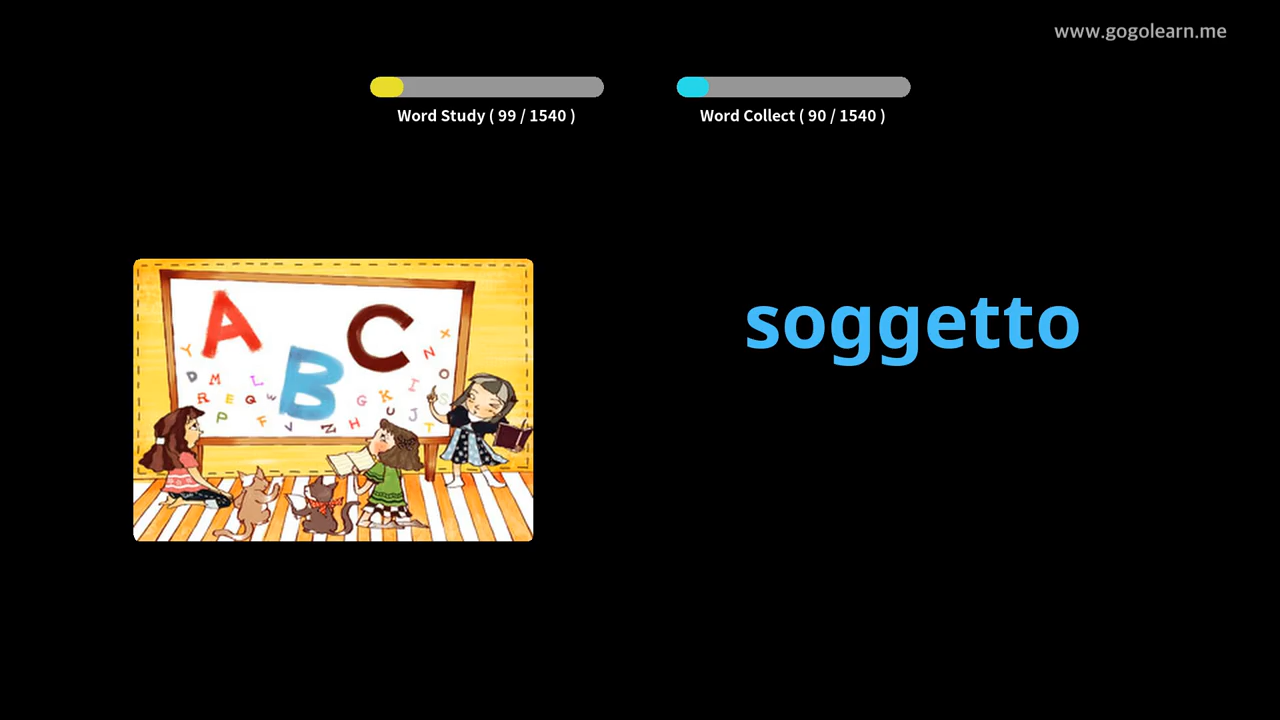 www.gogolearn.me
Word Study ( 99 / 1540 )
Word Collect ( 90 / 1540 )
soggetto
A
C
B
X
Y
N
D M L
O
I
R E Q W
G K
S
P
U
J
F V Z H
T